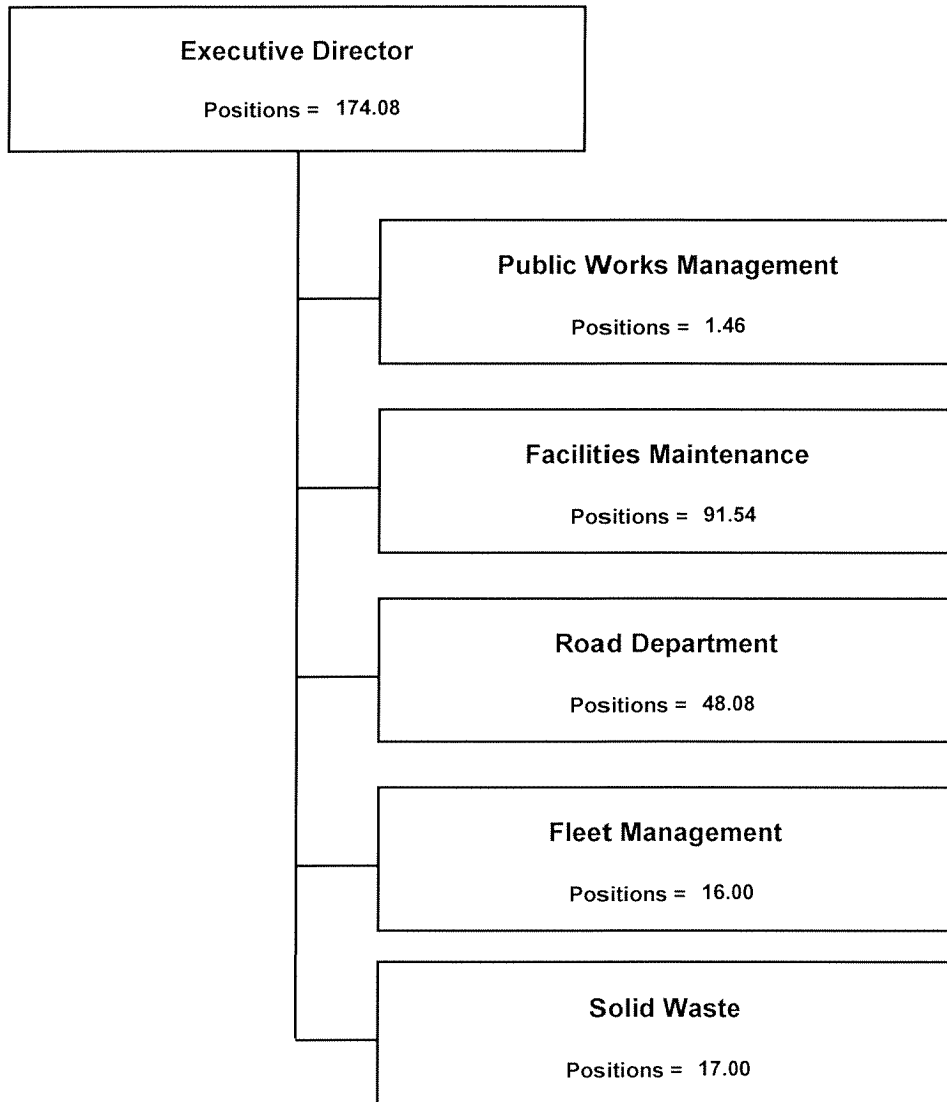 Executive Director
Positions = 174.08
Public Works Management
Positions = 1.46
Facilities Maintenance
Positions = 91.54
Road Department
Positions = 48.08
Fleet Management
Positions = 16.00
Solid Waste
Positions = 17.00